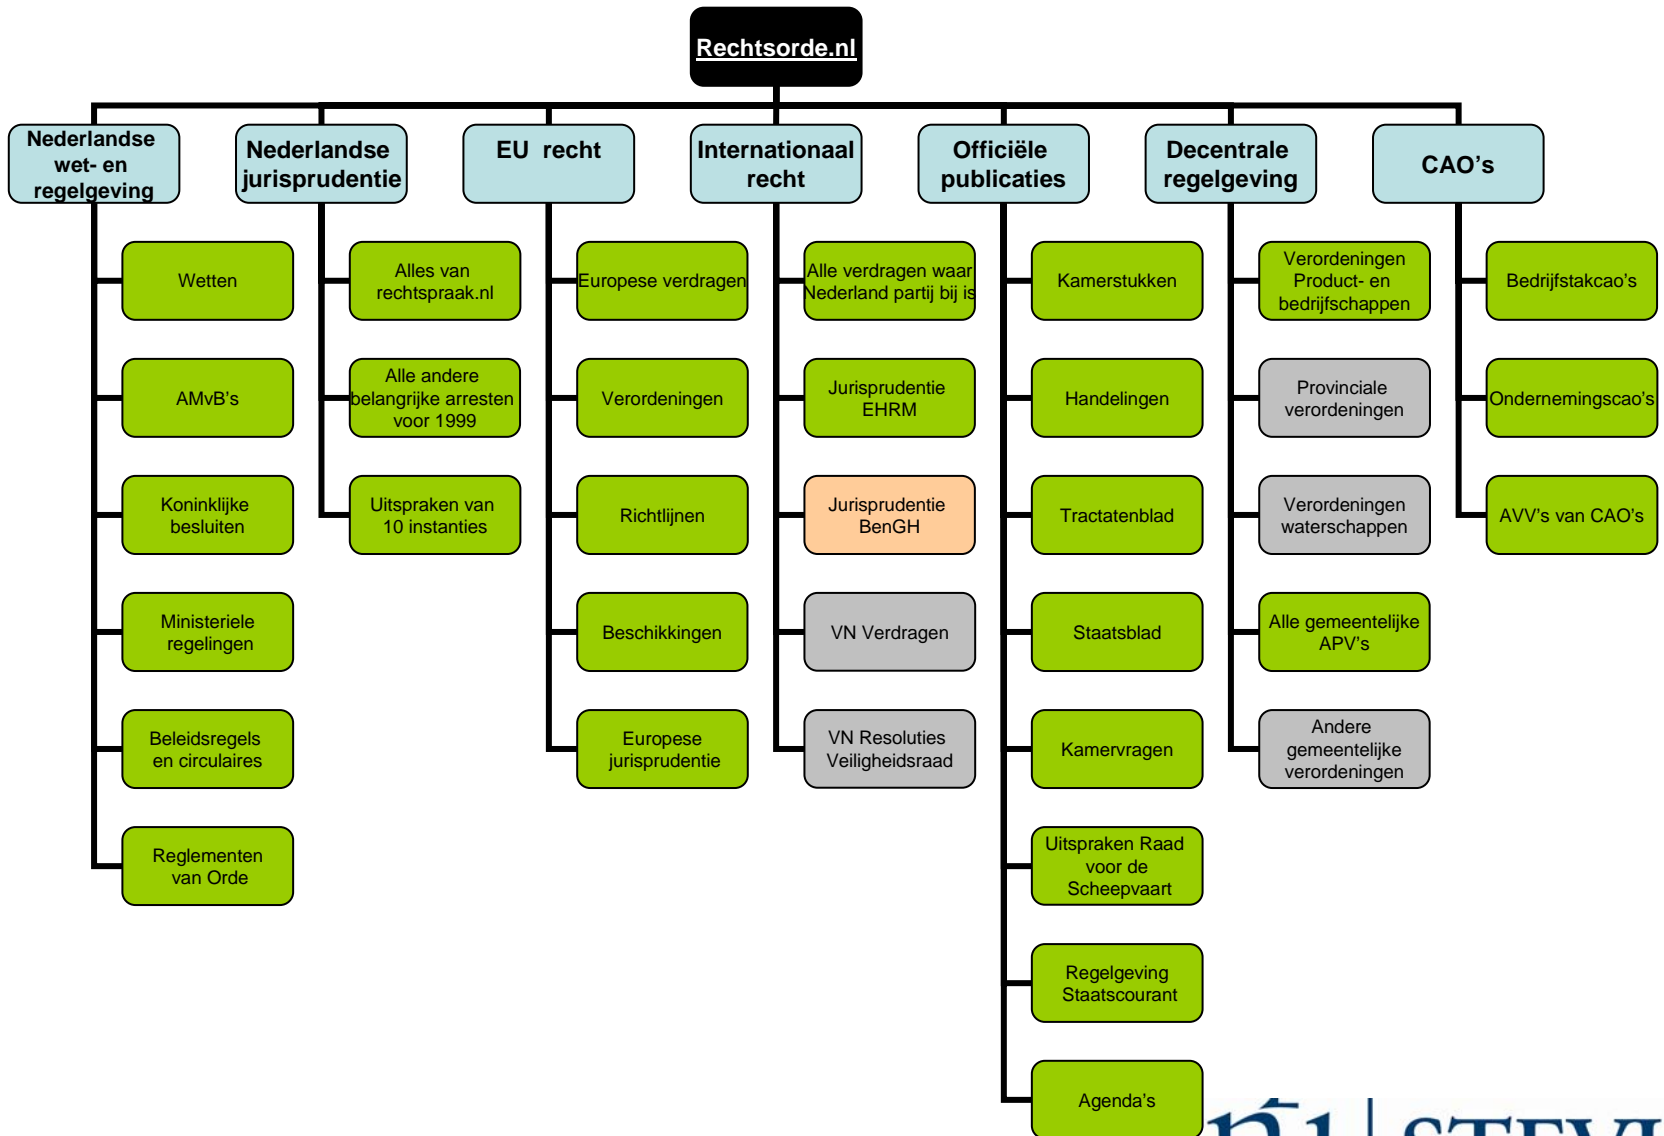 Rechtsorde.nl
Nederlandse
wet- en
regelgeving
Wetten
AMvB's
Koninklijke
besluiten
Ministeriele
regelingen
Beleidsregels
en circulaires
Reglementen
van Orde
Nederlandse
jurisprudentie
Alles van
rechtspraak.nl
Alle andere
belangrijke arresten
voor 1999
Uitspraken van
10 instanties
EU recht
Europese verdragen
Verordeningen
Richtlijnen
Beschikkingen
Europese
jurisprudentie
Internationaal
recht
Alle verdragen waar
Nederland partij bij is
Jurisprudentie
EHRM
Jurisprudentie
BenGH
VN Verdragen
VN Resoluties
Veiligheidsraad
Officiële
publicaties
Kamerstukken
Handelingen
Tractatenblad
Staatsblad
Kamervragen
Uitspraken Raad
voor de
Scheepvaart
Regelgeving
Staatscourant
Agenda's
Decentrale
regelgeving
Verordeningen
Product- en
bedrijfschappen
Provinciale
verordeningen
Verordeningen
waterschappen
Alle gemeentelijke
APV's
Andere
gemeentelijke
verordeningen
CAO's
Bedrijfstakcao's
Ondernemingscao's
AVV's van CAO's